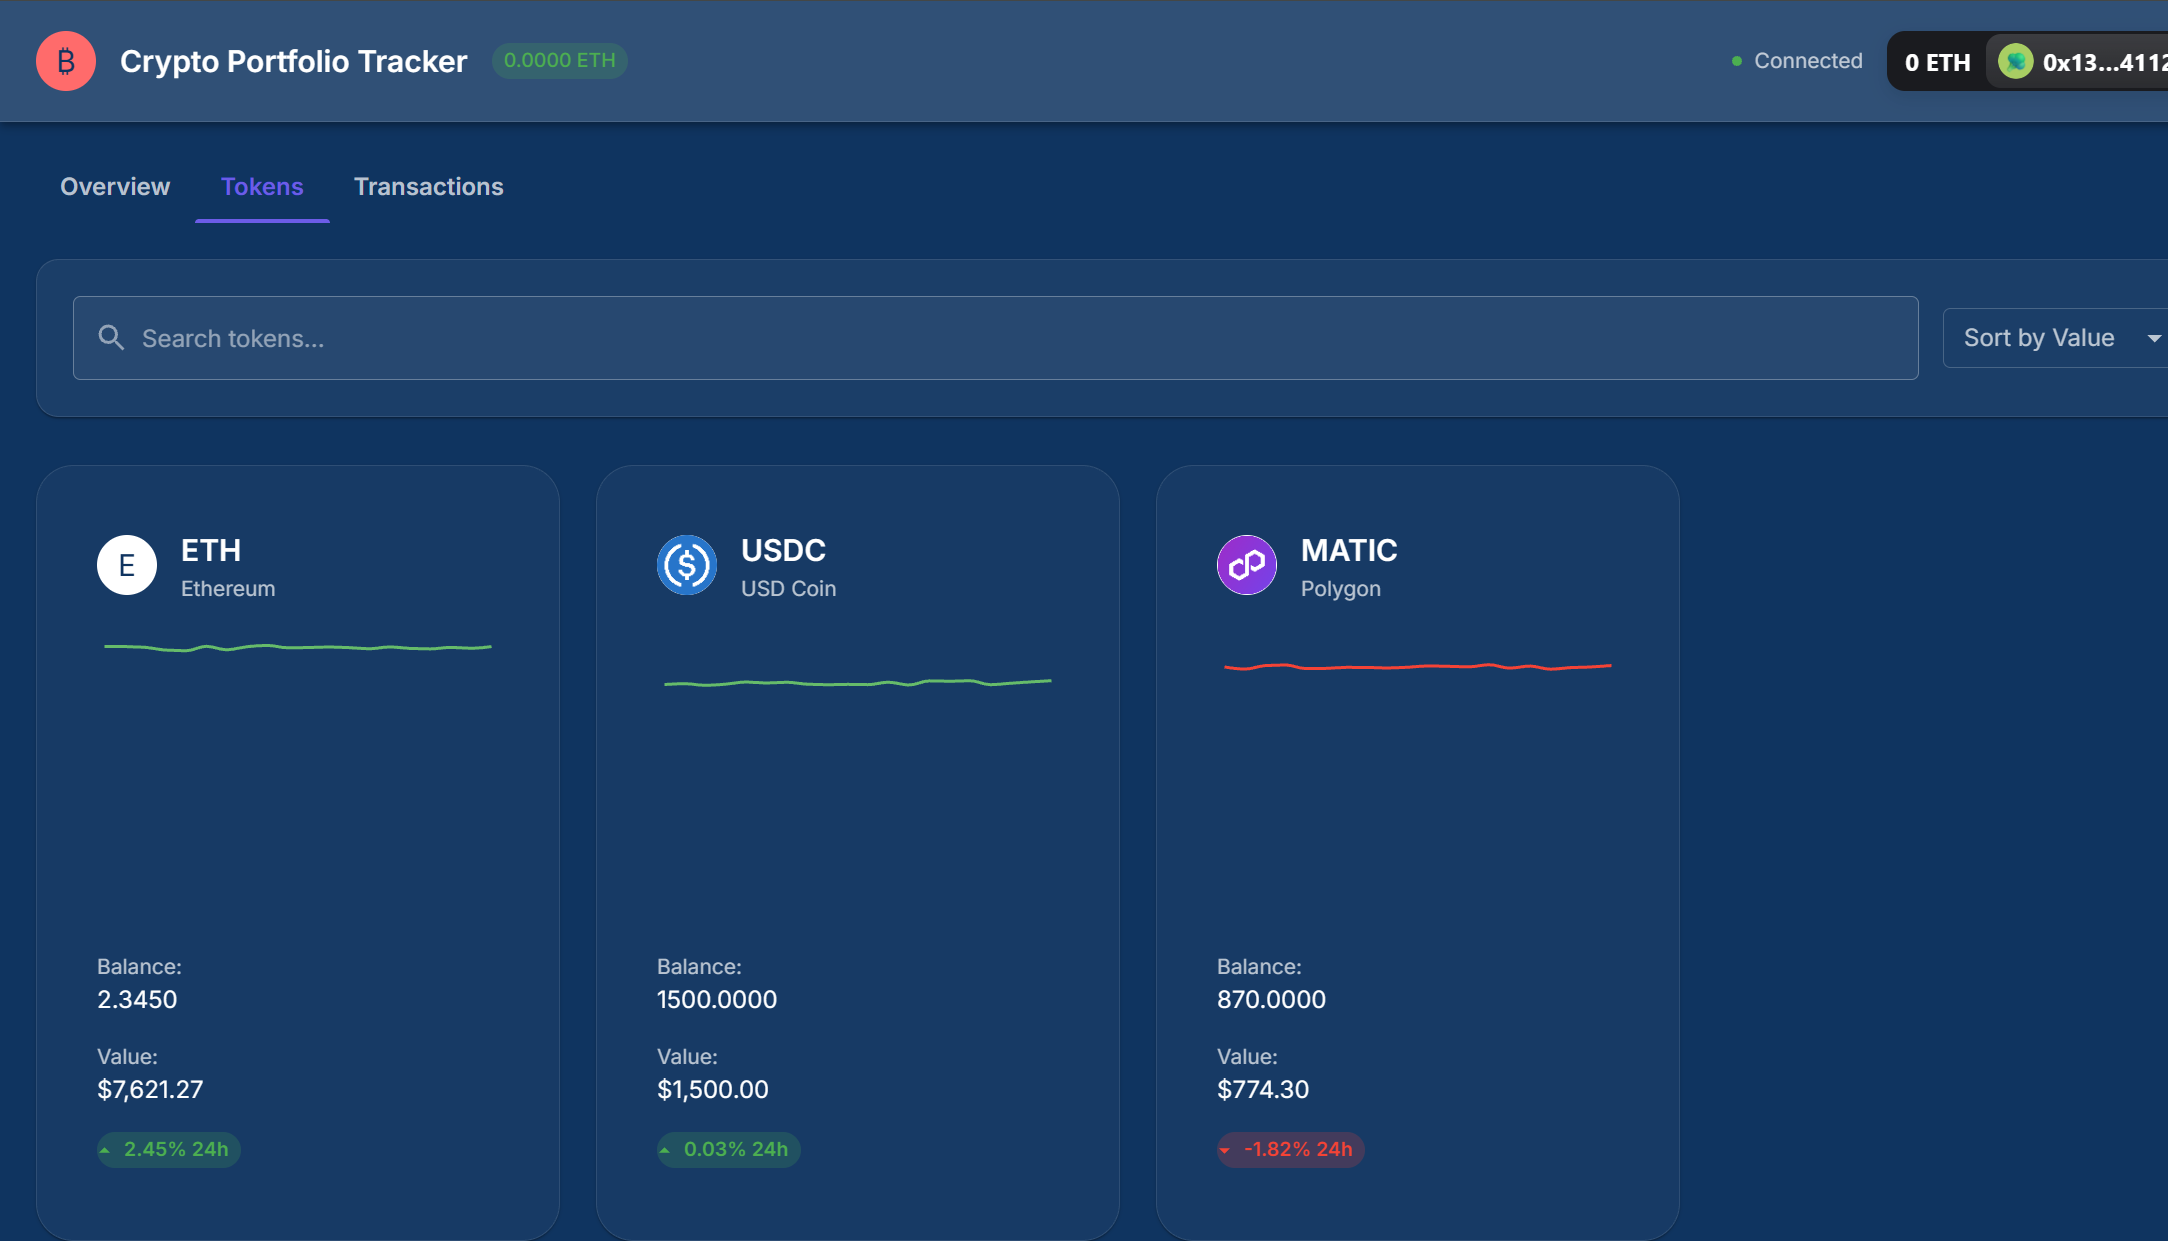 ₿ Crypto Portfolio Tracker 0.0000 ETH Connected 0 ETH 0x13...4112
Overview Tokens Transactions
Search tokens... Sort by Value
E ETH
Ethereum
USDC
USD Coin
MATIC
Polygon
Balance:
2.3450
Value:
$7,621.27
2.45% 24h
Balance:
1500.0000
Value:
$1,500.00
0.03% 24h
Balance:
870.0000
Value:
$774.30
-1.82% 24h